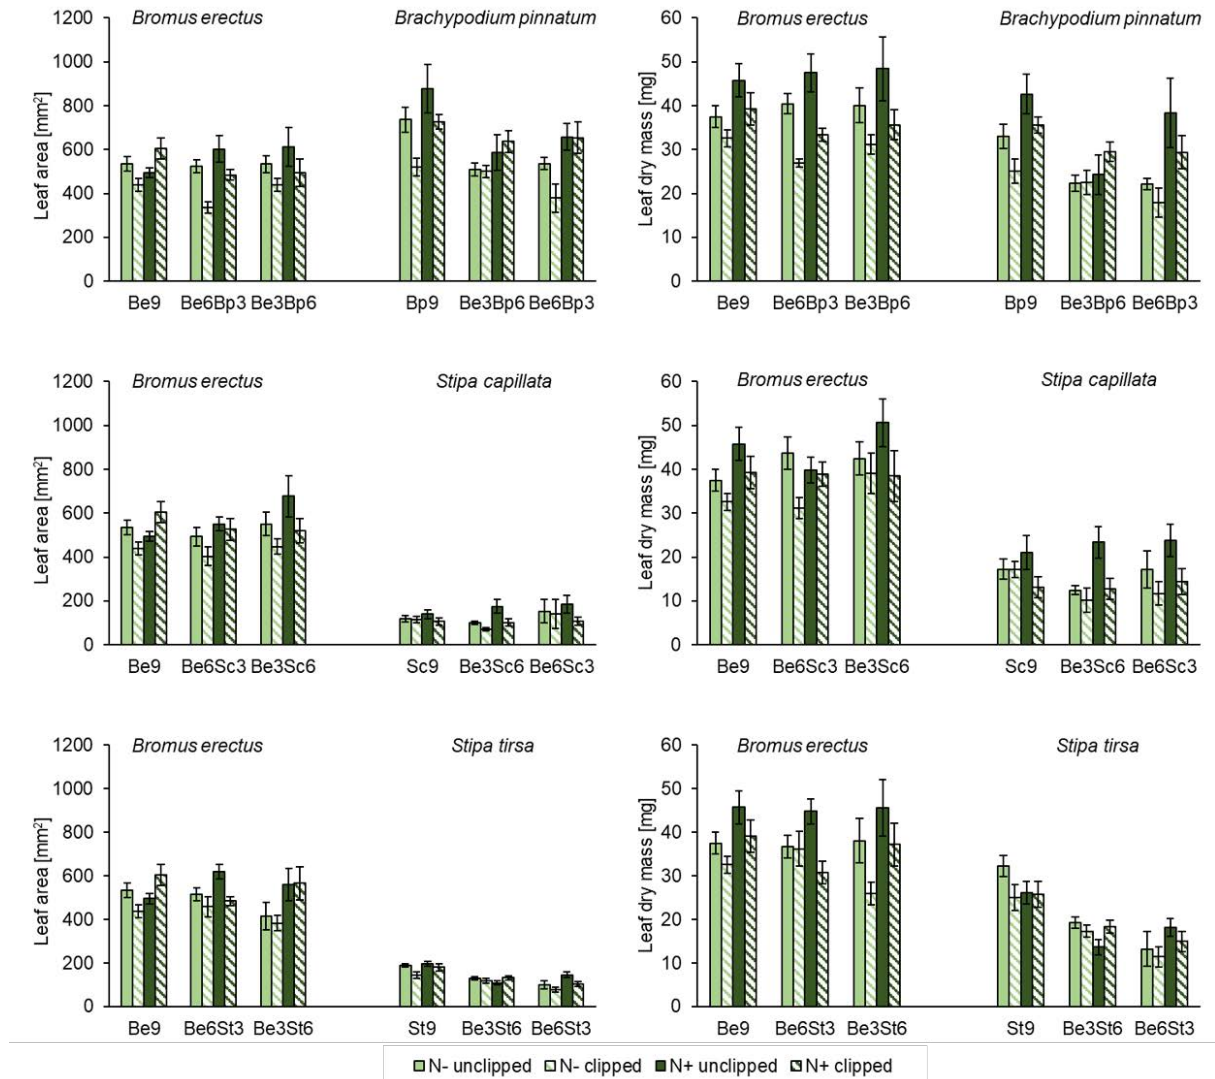 Bromus erectus
Brachypodium pinnatum
Leaf area [mm²]
1200
1000
800
600
400
200
0
Be9 Be6Bp3 Be3Bp6 Bp9 Be3Bp6 Be6Bp3
Bromus erectus
Brachypodium pinnatum
Leaf dry mass [mg]
60
50
40
30
20
10
0
Be9 Be6Bp3 Be3Bp6 Bp9 Be3Bp6 Be6Bp3
Bromus erectus
Stipa capillata
Leaf area [mm²]
1200
1000
800
600
400
200
0
Be9 Be6Sc3 Be3Sc6 Sc9 Be3Sc6 Be6Sc3
Bromus erectus
Stipa capillata
Leaf dry mass [mg]
60
50
40
30
20
10
0
Be9 Be6Sc3 Be3Sc6 Sc9 Be3Sc6 Be6Sc3
Bromus erectus
Stipa tirsa
Leaf area [mm²]
1200
1000
800
600
400
200
0
Be9 Be6St3 Be3St6 St9 Be3St6 Be6St3
Bromus erectus
Stipa tirsa
Leaf dry mass [mg]
60
50
40
30
20
10
0
Be9 Be6St3 Be3St6 St9 Be3St6 Be6St3
N- unclipped N- clipped N+ unclipped N+ clipped